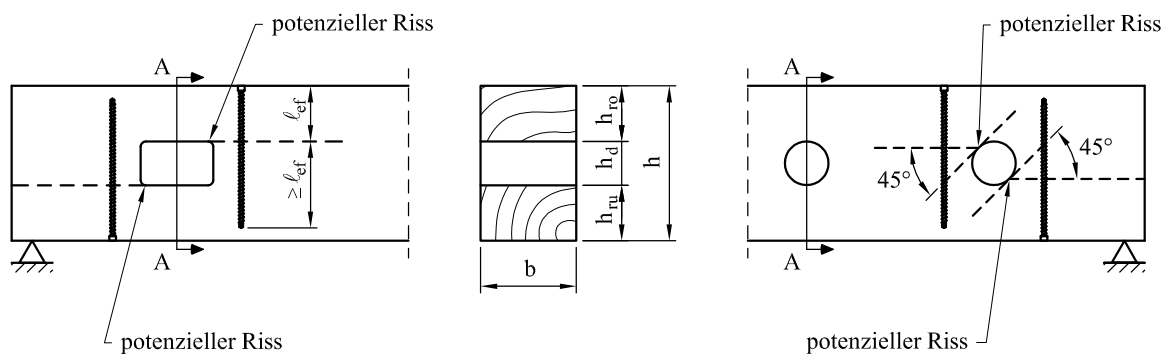 potenzieller Riss
A
ℓef
≥ ℓef
A
potenzieller Riss
hro
hd
h
hru
b
potenzieller Riss
A
45°
45°
A
potenzieller Riss